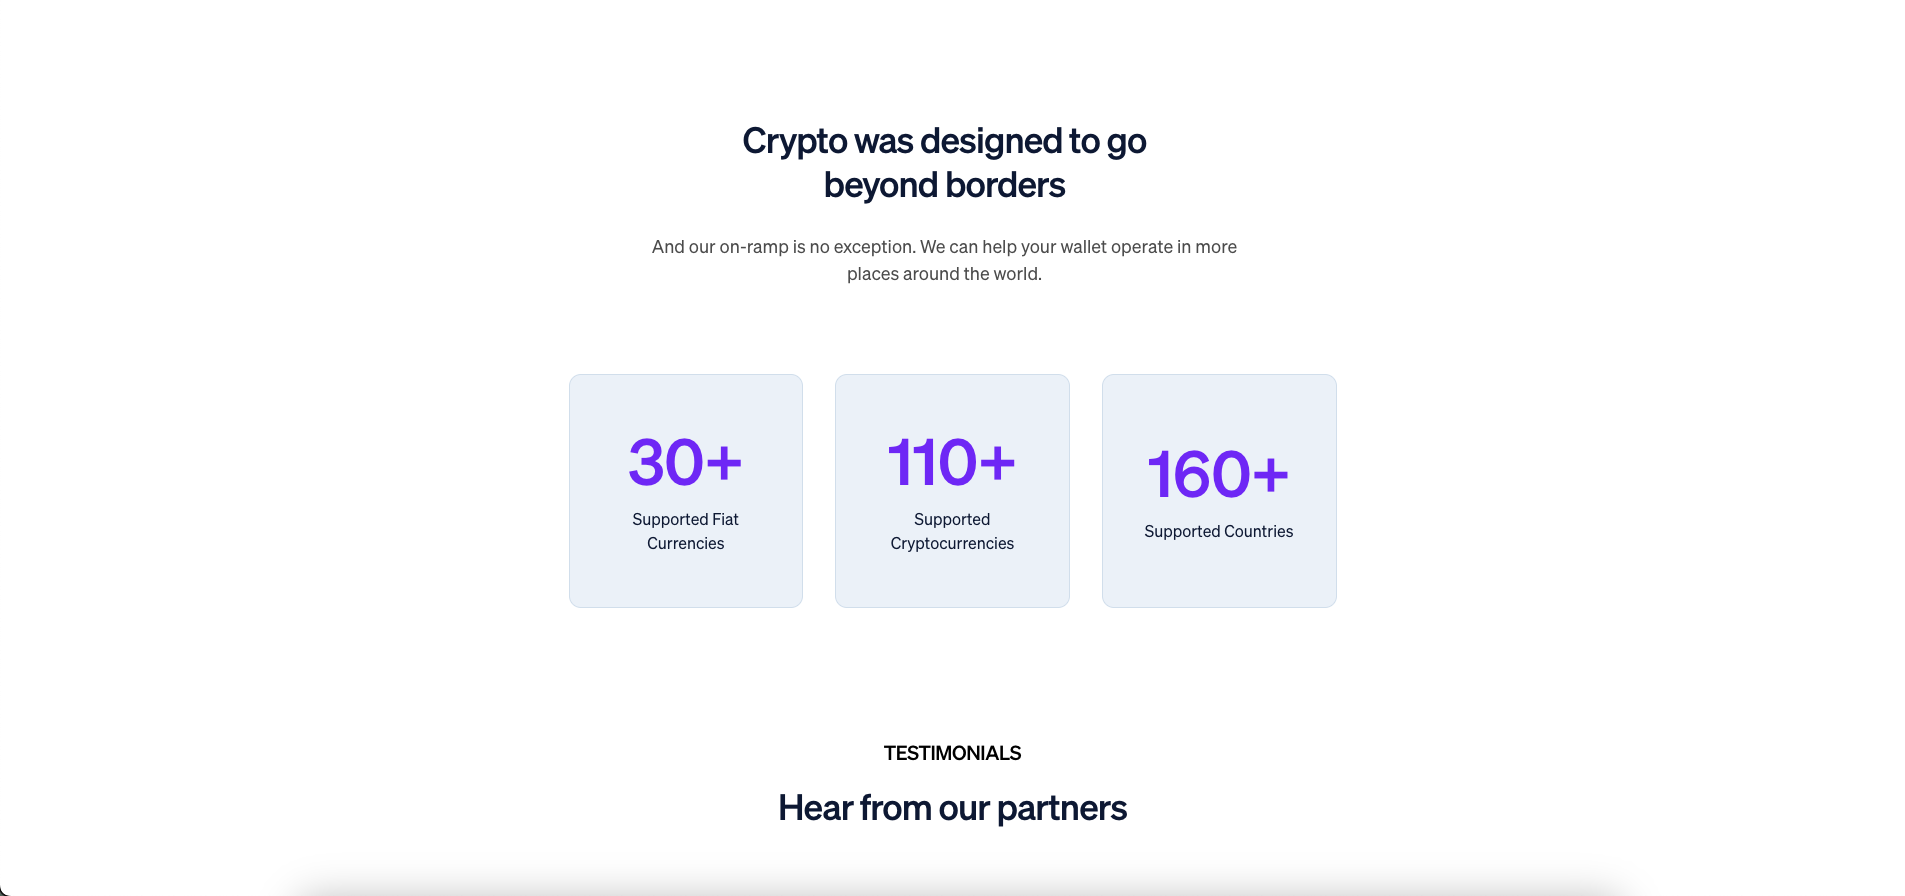 Crypto was designed to go
beyond borders
And our on-ramp is no exception. We can help your wallet operate in more
places around the world.
30+
Supported Fiat
Currencies
110+
Supported
Cryptocurrencies
160+
Supported Countries
TESTIMONIALS
Hear from our partners